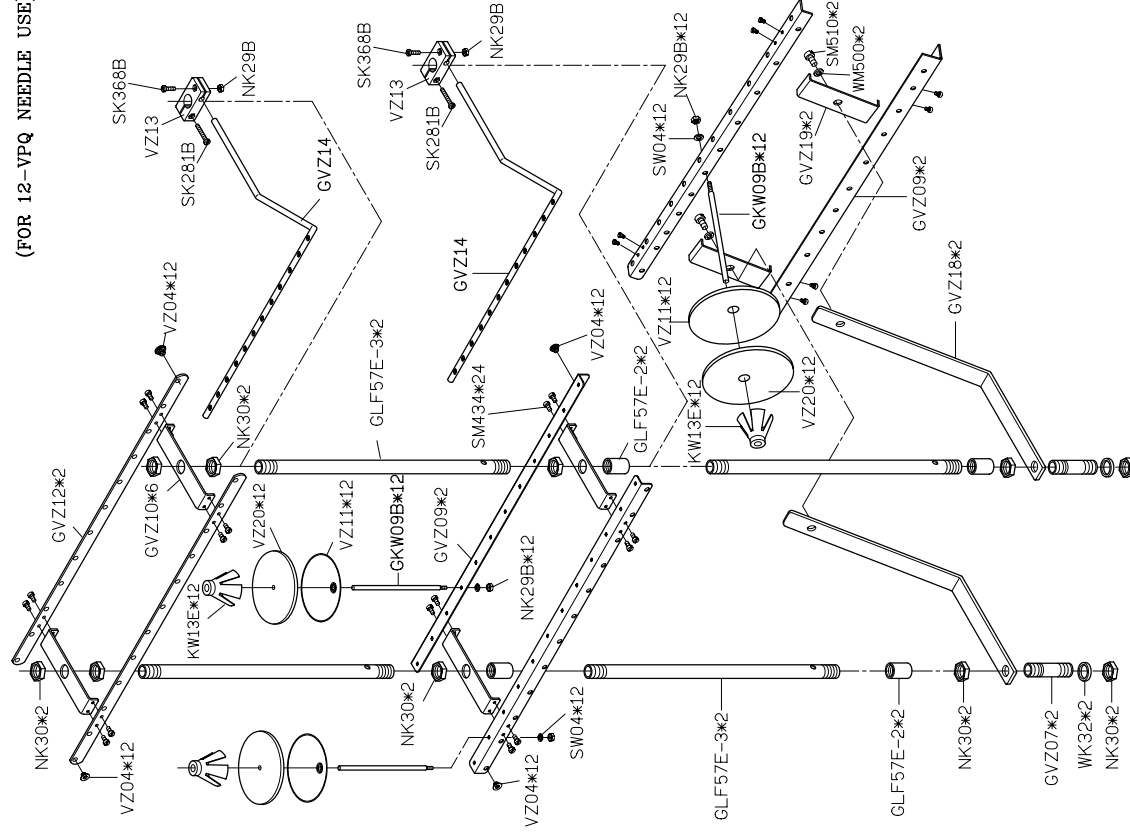 (FOR 12-VPQ NEEDLE USE)
SK368B
NK29B
VZ13
SK281B
GVZ14
SK368B
NK29B
VZ13
SK281B
GVZ14
VZ04*12
VZ04*12
GVZ12*2
GVZ10*6
NK30*2
GLF57E-3*2
SM434*24
GLF57E-2*2
VZ20*12
VZ11*12
GKW09B*12
GVZ09*2
NK29B*12
KW13E*12
NK30*2
VZ04*12
NK30*2
SW04*12
VZ04*12
GLF57E-3*2
GLF57E-2*2
NK30*2
GVZ07*2
WK32*2
NK30*2
NK29B*12
SW04*12
GKW09B*12
SM510*2
WM500*2
GVZ19*2
GVZ09*2
GVZ18*2
VZ11*12
VZ20*12
KW13E*12